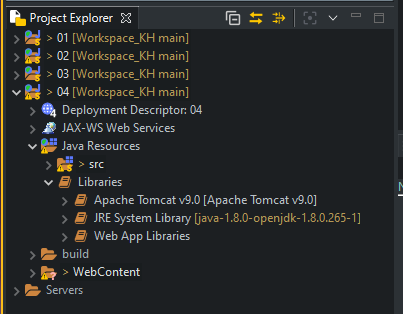 Project Explorer
> 01 [Workspace_KH main]
> 02 [Workspace_KH main]
> 03 [Workspace_KH main]
> 04 [Workspace_KH main]
Deployment Descriptor: 04
JAX-WS Web Services
Java Resources
> src
Libraries
Apache Tomcat v9.0 [Apache Tomcat v9.0]
JRE System Library [java-1.8.0-openjdk-1.8.0.265-1]
Web App Libraries
build
> WebContent
Servers